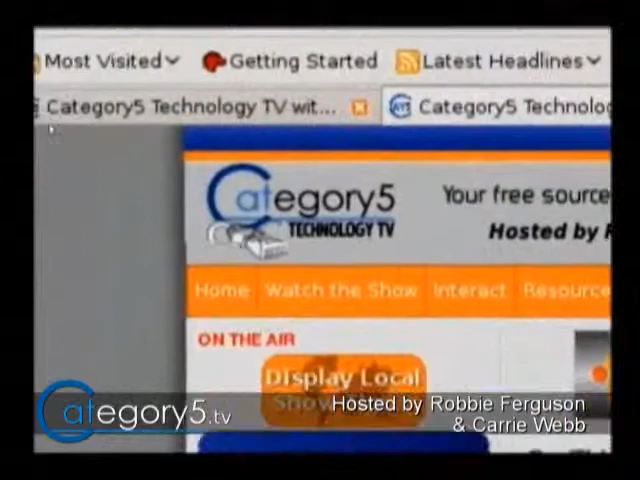 Most Visited
Getting Started
Latest Headlines
Category5 Technology TV wit...
Category5 Technolo
Category5
TECHNOLOGY TV
Your free source
Hosted by
Home
Watch the Show
Interact
Resource
ON THE AIR
Display Local
Show
Category5.tv
Hosted by Robbie Ferguson
& Carrie Webb